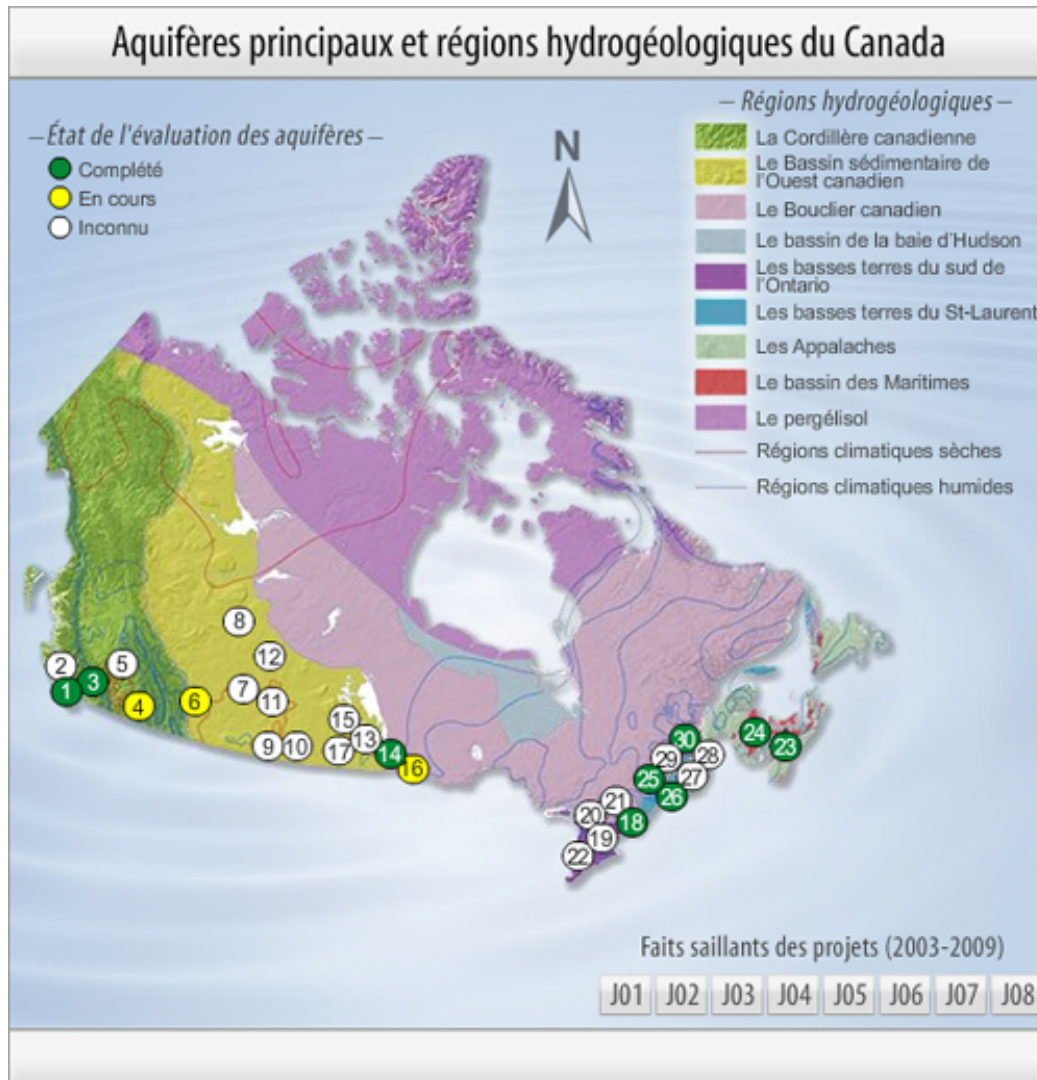 Aquifères principaux et régions hydrogéologiques du Canada
– État de l'évaluation des aquifères –
Complété
En cours
Inconnu
N
– Régions hydrogéologiques –
La Cordillère canadienne
Le Bassin sédimentaire de
l'Ouest canadien
Le Bouclier canadien
Le bassin de la baie d'Hudson
Les basses terres du sud de
l'Ontario
Les basses terres du St-Laurent
Les Appalaches
Le bassin des Maritimes
Le pergélisol
Régions climatiques sèches
Régions climatiques humides
8
12
2
5
3
1
4
6
7
11
15
13
9
10
17
14
16
30
24
23
29
28
25
27
26
21
20
18
19
22
Faits saillants des projets (2003-2009)
J01 J02 J03 J04 J05 J06 J07 J08